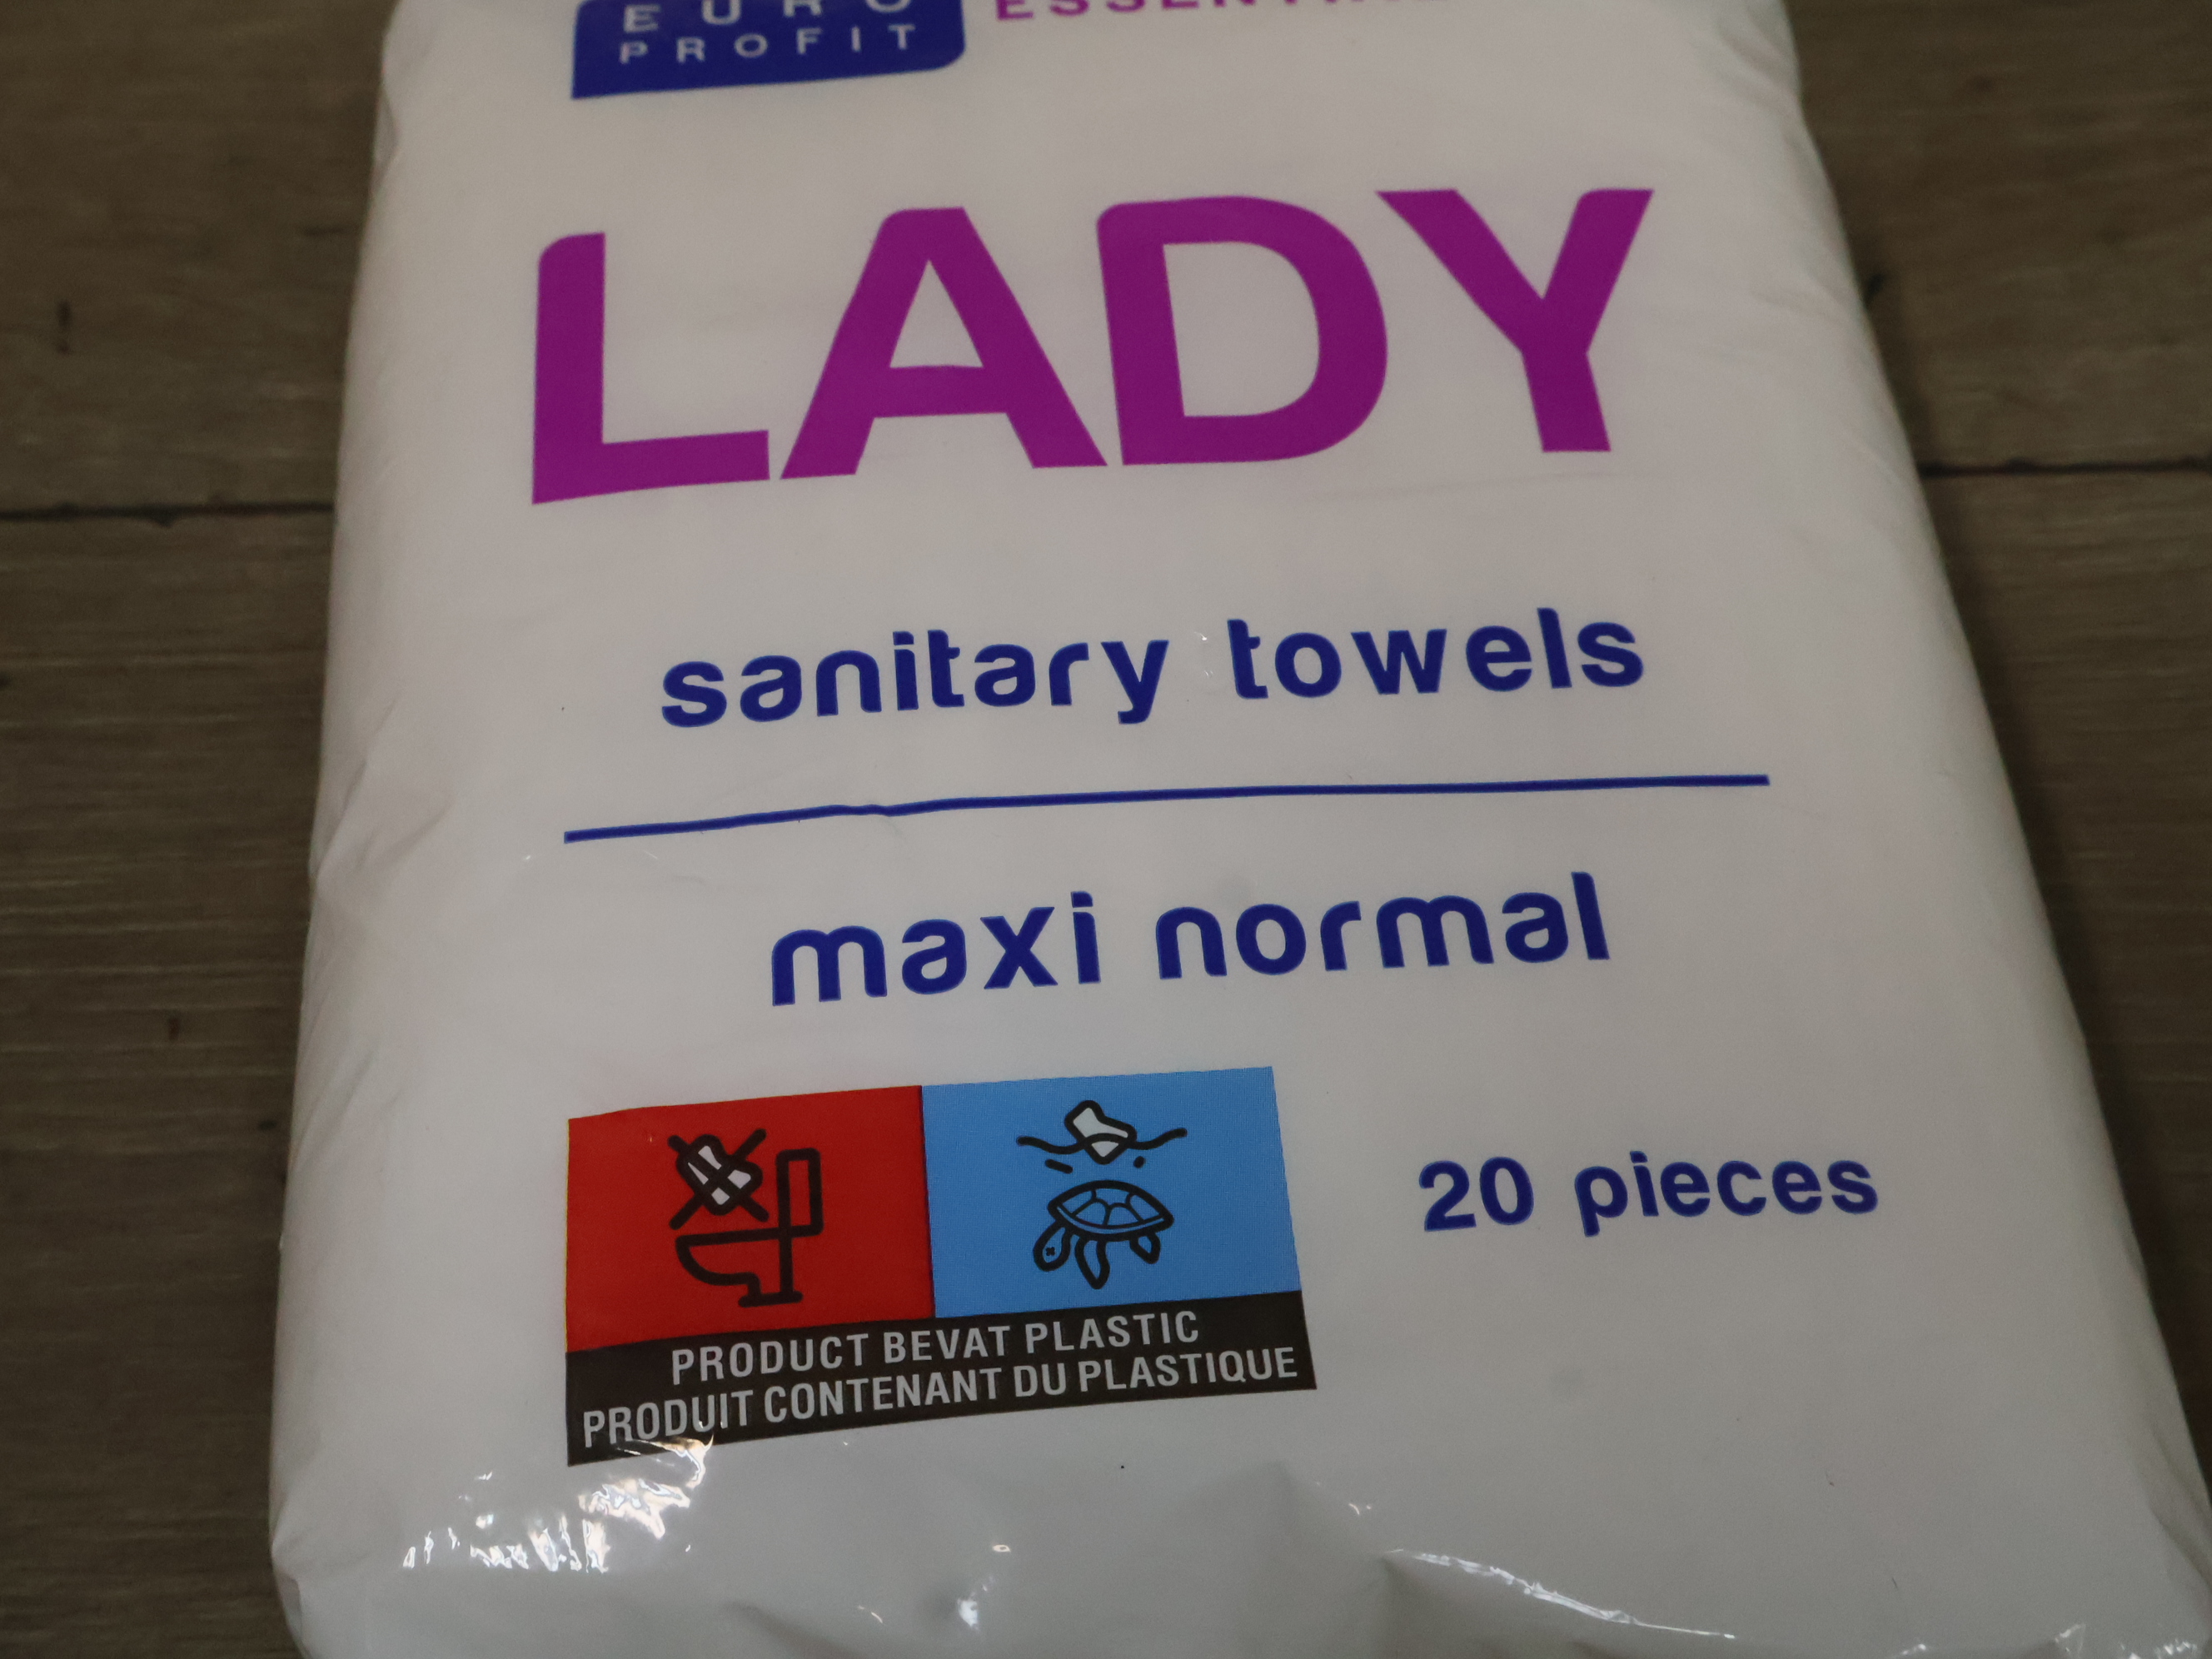 EURO
PROFIT
LADY
sanitary towels
maxi normal
20 pieces
PRODUCT BEVAT PLASTIC
PRODUIT CONTENANT DU PLASTIQUE